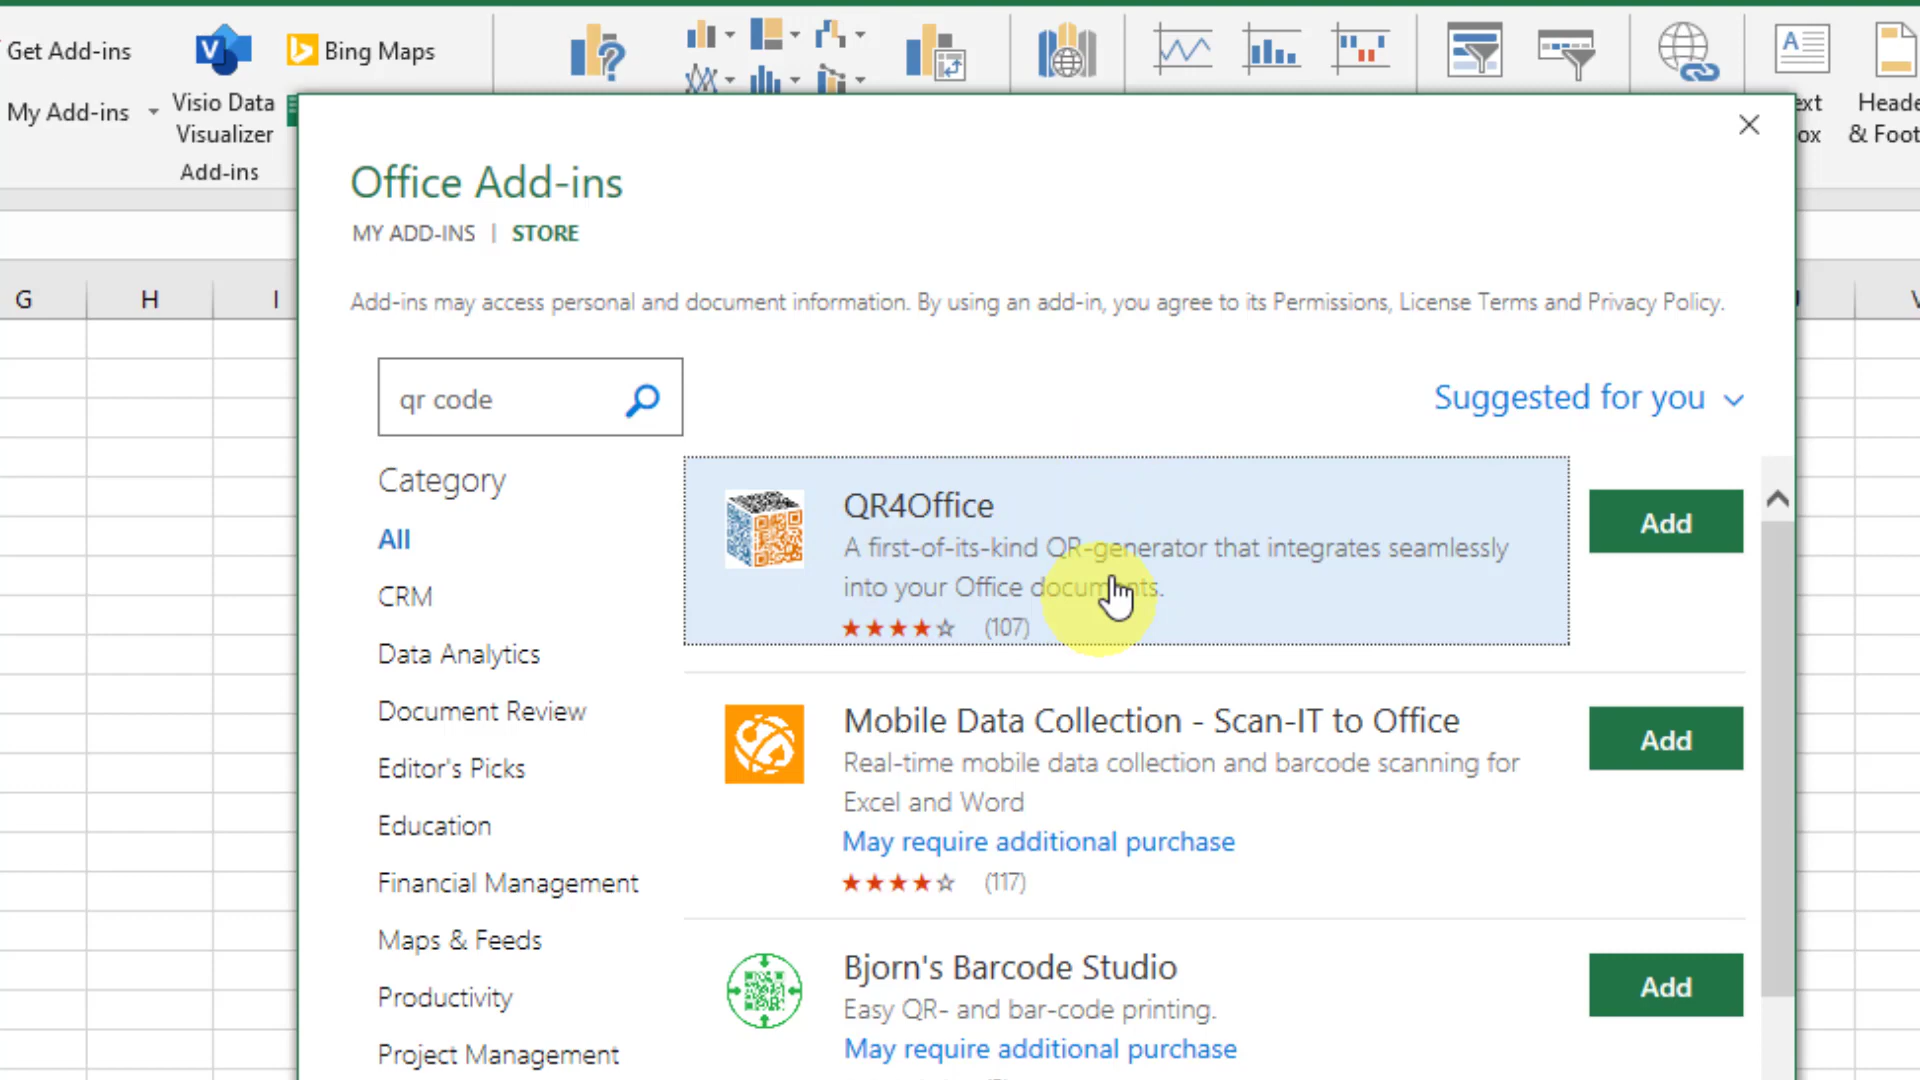 Get Add-ins
Bing Maps
My Add-ins
Visio Data
Visualizer
Add-ins
& Foot
Office Add-ins
MY ADD-INS | STORE
Add-ins may access personal and document information. By using an add-in, you agree to its Permissions, License Terms and Privacy Policy.
G H I
qr code
Suggested for you
Category
All
CRM
Data Analytics
Document Review
Editor's Picks
Education
Financial Management
Maps & Feeds
Productivity
Project Management
QR4Office
A first-of-its-kind QR-generator that integrates seamlessly
into your Office documents.
(107)
Add
Mobile Data Collection - Scan-IT to Office
Real-time mobile data collection and barcode scanning for
Excel and Word
May require additional purchase
(117)
Add
Bjorn's Barcode Studio
Easy QR- and bar-code printing.
May require additional purchase
Add